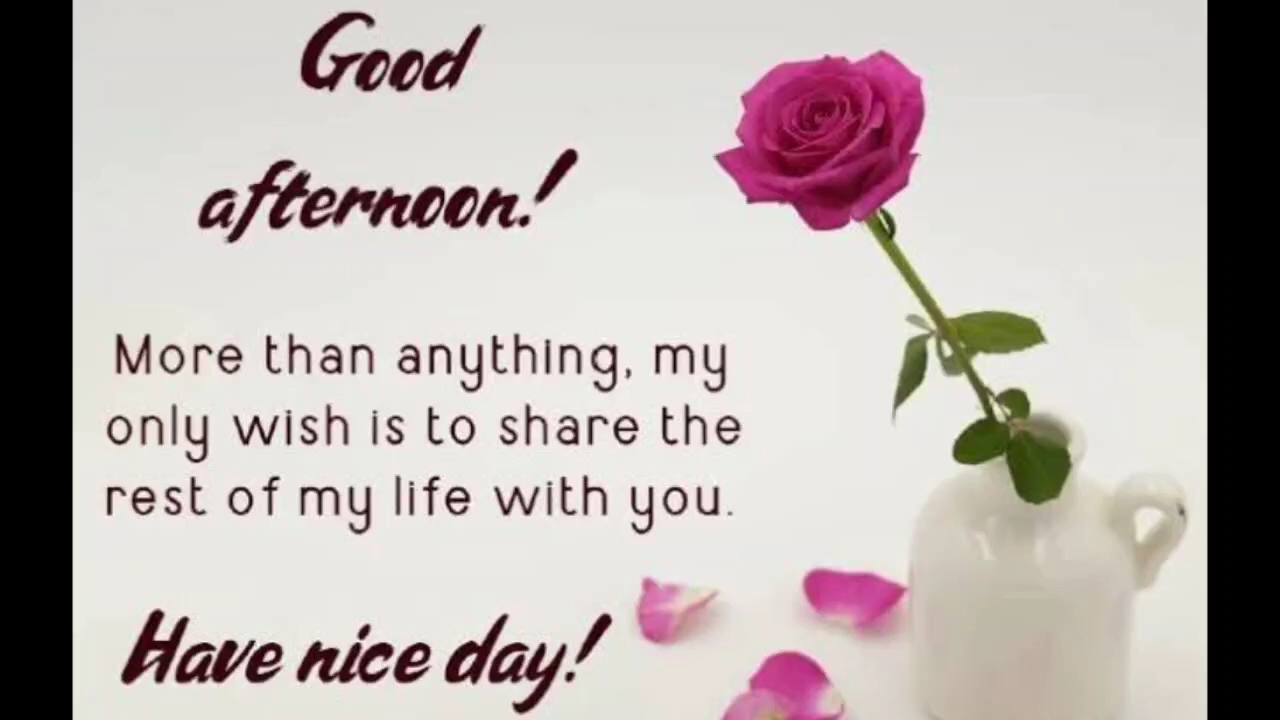 Good
afternoon!
More than anything, my
only wish is to share the
rest of my life with you.
Have nice day!